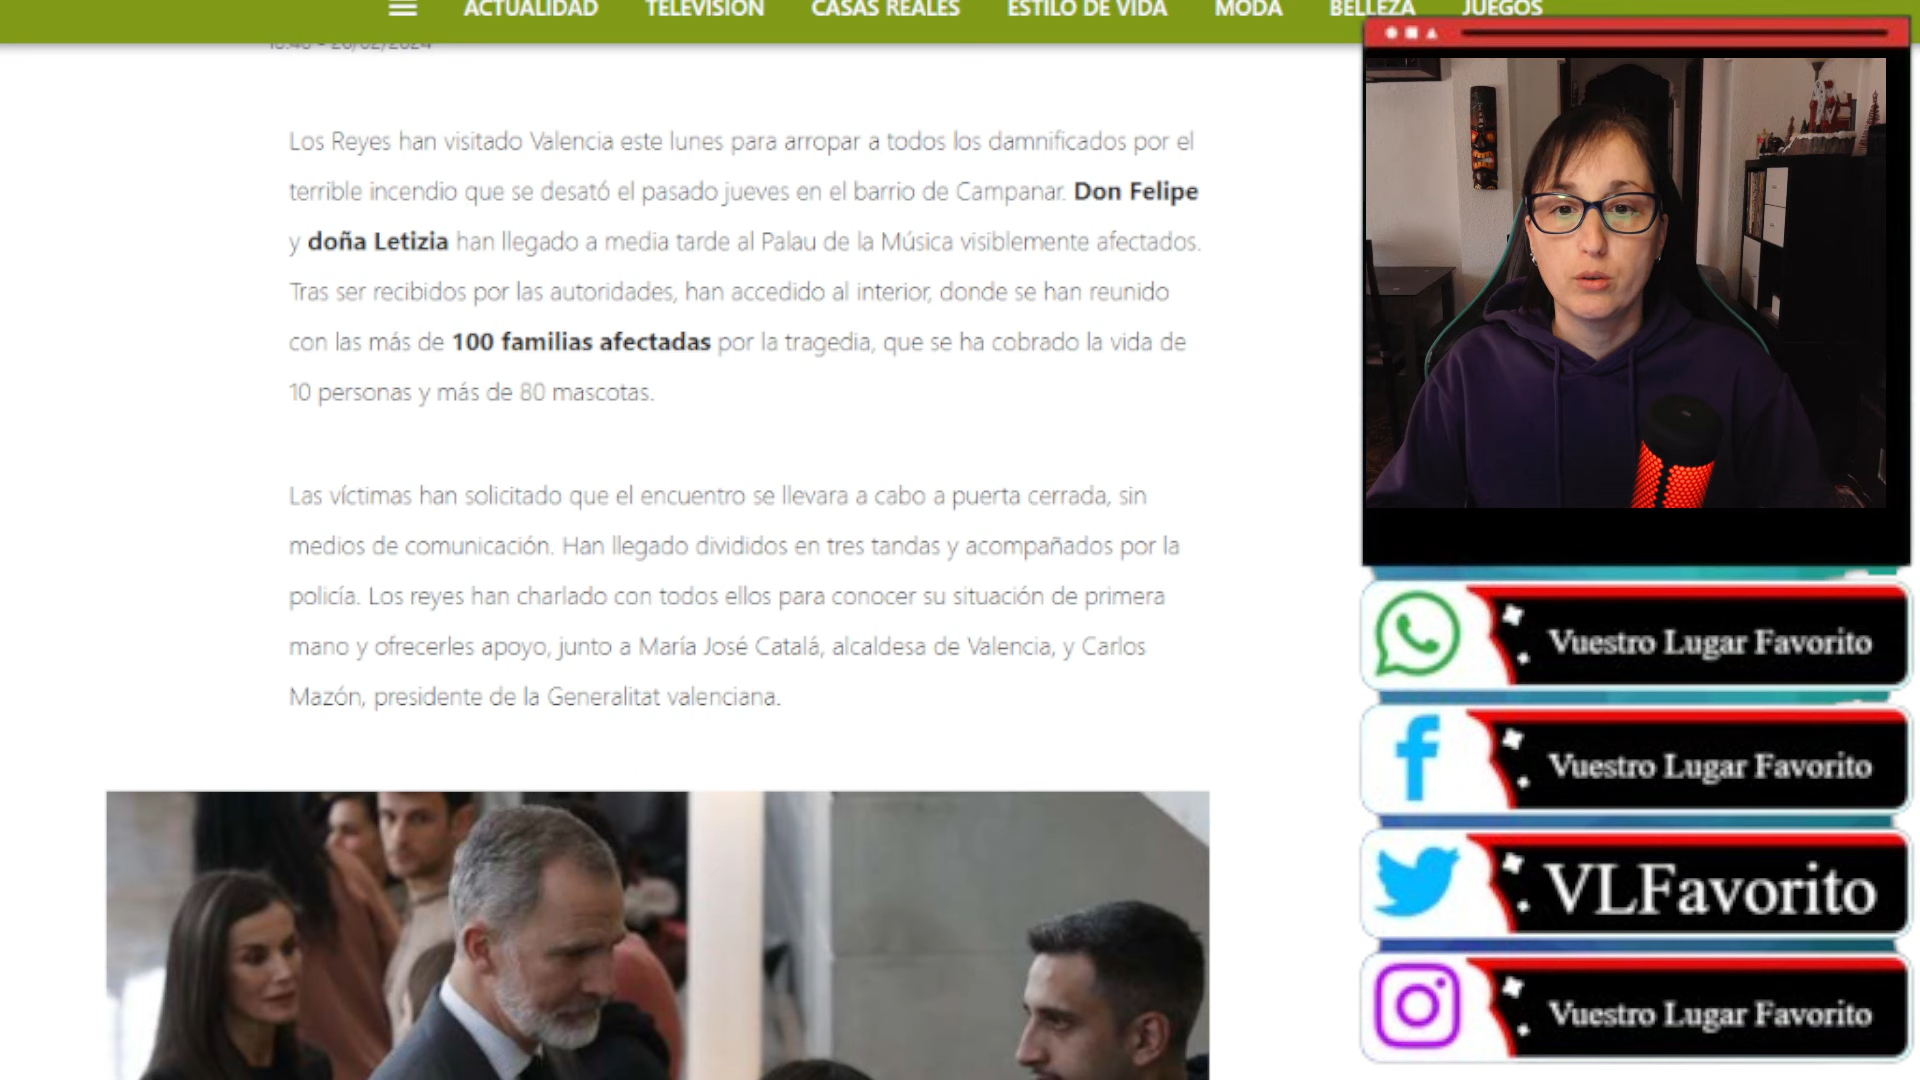 ACTUALIDAD TELEVISIÓN CASAS REALES ESTILO DE VIDA MODA BELLEZA JUEGOS
Los Reyes han visitado Valencia este lunes para arropar a todos los damnificados por el
terrible incendio que se desató el pasado jueves en el barrio de Campanar. Don Felipe
y doña Letizia han llegado a media tarde al Palau de la Música visiblemente afectados.
Tras ser recibidos por las autoridades, han accedido al interior, donde se han reunido
con las más de 100 familias afectadas por la tragedia, que se ha cobrado la vida de
10 personas y más de 80 mascotas.
Las víctimas han solicitado que el encuentro se llevara a cabo a puerta cerrada, sin
medios de comunicación. Han llegado divididos en tres tandas y acompañados por la
policía. Los reyes han charlado con todos ellos para conocer su situación de primera
mano y ofrecerles apoyo, junto a María José Catalá, alcaldesa de Valencia, y Carlos
Mazón, presidente de la Generalitat valenciana.
Vuestro Lugar Favorito
Vuestro Lugar Favorito
VLFavorito
Vuestro Lugar Favorito